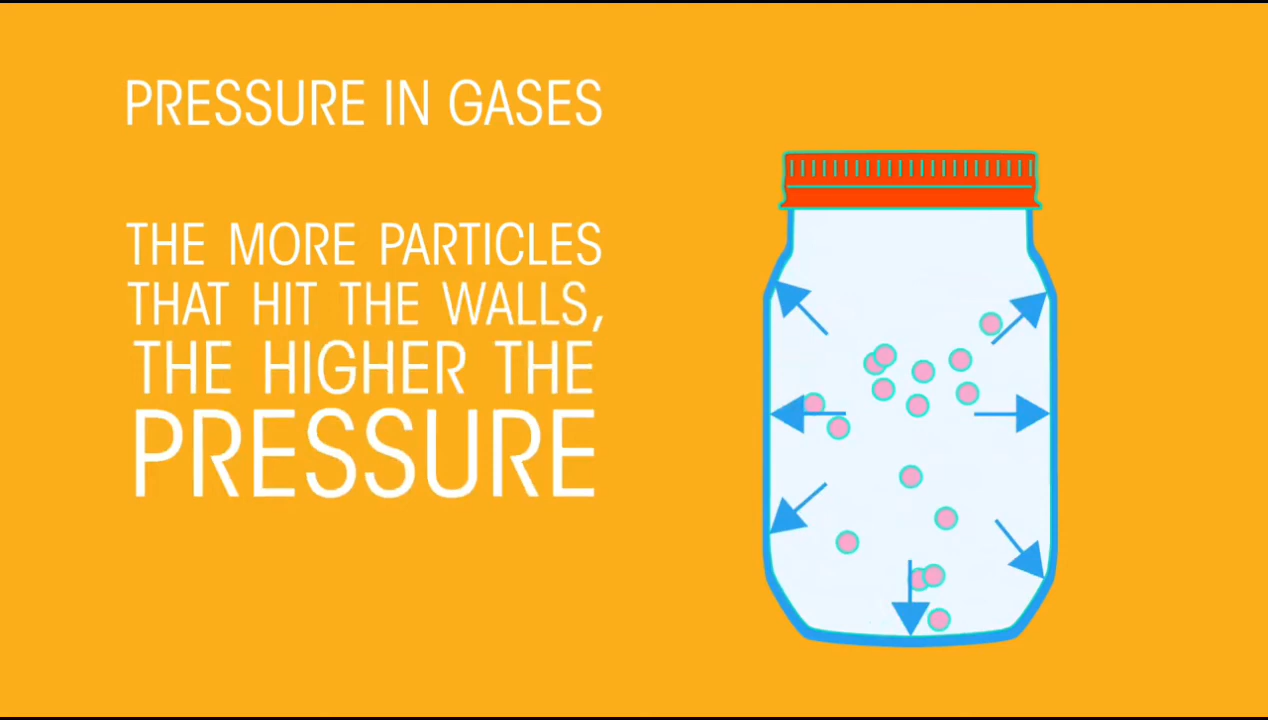 PRESSURE IN GASES
THE MORE PARTICLES
THAT HIT THE WALLS,
THE HIGHER THE
PRESSURE